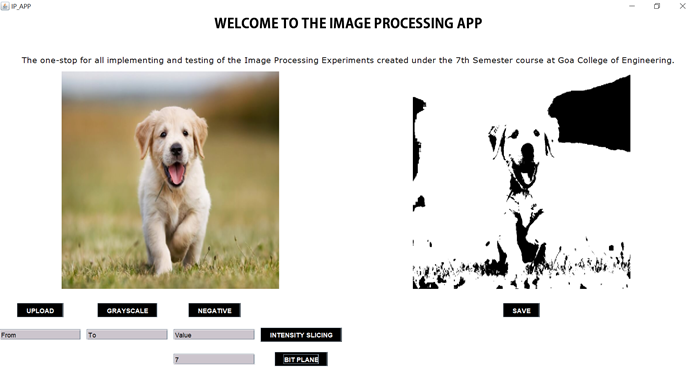 IP_APP
WELCOME TO THE IMAGE PROCESSING APP
The one-stop for all implementing and testing of the Image Processing Experiments created under the 7th Semester course at Goa College of Engineering.
UPLOAD GRAYSCALE NEGATIVE SAVE
From To Value INTENSITY SLICING
7 BIT PLANE